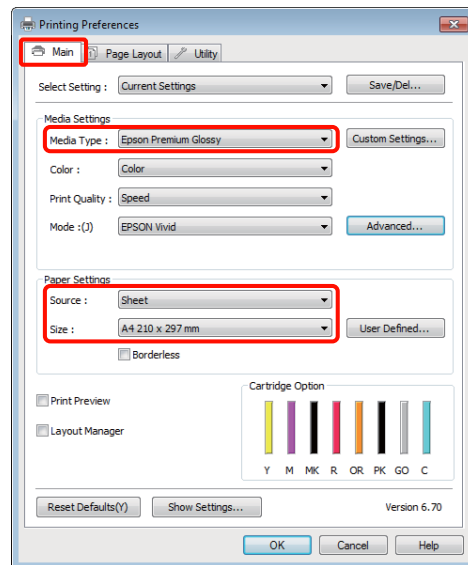 Printing Preferences
Main Page Layout Utility
Select Setting : Current Settings Save/Del...
Media Settings
Media Type : Epson Premium Glossy Custom Settings...
Color : Color
Print Quality : Speed
Mode :(J) EPSON Vivid Advanced...
Paper Settings
Source : Sheet
Size : A4 210 x 297 mm User Defined...
Borderless
Cartridge Option
Print Preview
Layout Manager
Y M MK R OR PK GO C
Reset Defaults(Y) Show Settings... Version 6.70
OK Cancel Help